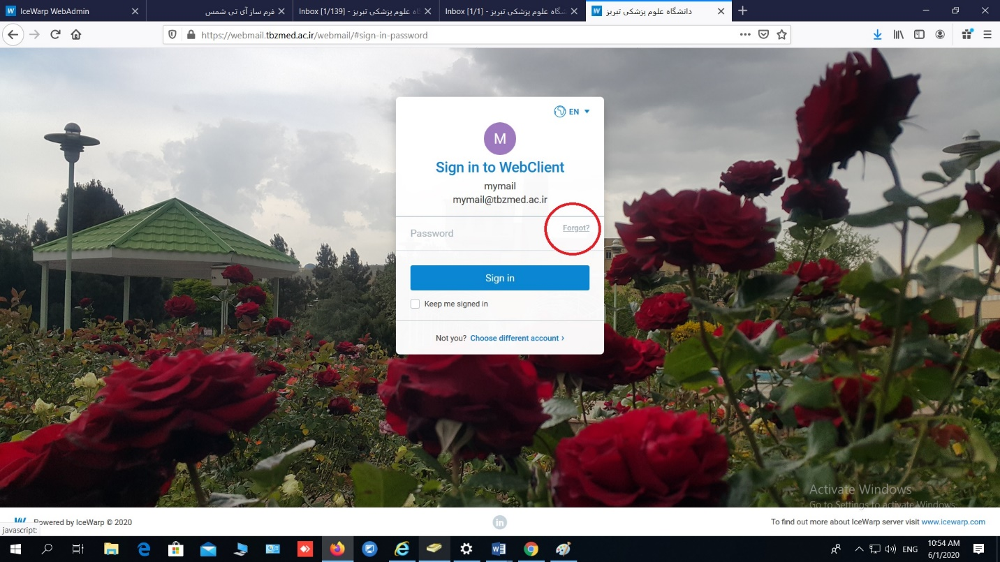 IceWarp WebAdmin
فرم ساز آی تی شمس
Inbox [1/139] - دانشگاه علوم پزشکی تبریز
Inbox [1/1] - دانشگاه علوم پزشکی تبریز
دانشگاه علوم پزشکی تبریز
https://webmail.tbzmed.ac.ir/webmail/#sign-in-password
EN
M
Sign in to WebClient
mymail
mymail@tbzmed.ac.ir
Password
Forgot?
Sign in
Keep me signed in
Not you? Choose different account ›
Activate Windows
Go to Settings to activate Windows.
Powered by IceWarp © 2020
in
To find out more about IceWarp server visit www.icewarp.com
javascript:
ENG
10:54 AM
6/1/2020